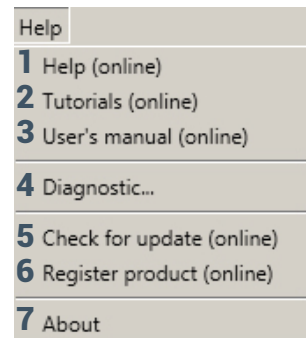 Help
1 Help (online)
2 Tutorials (online)
3 User's manual (online)
4 Diagnostic...
5 Check for update (online)
6 Register product (online)
7 About